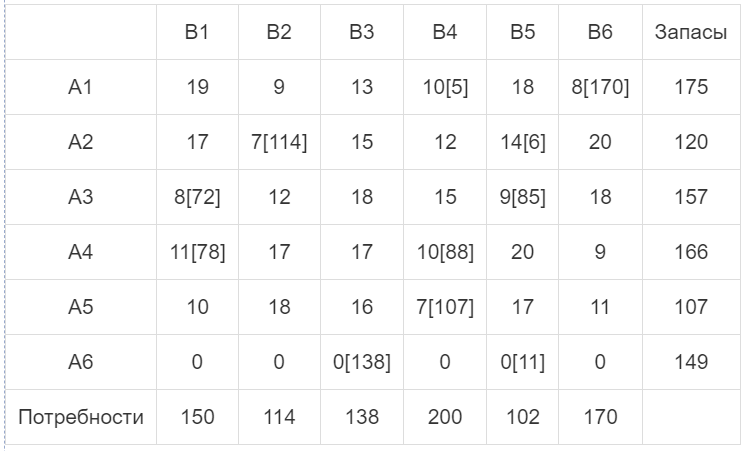 B1 B2 B3 B4 B5 B6 Запасы
A1 19 9 13 10[5] 18 8[170] 175
A2 17 7[114] 15 12 14[6] 20 120
A3 8[72] 12 18 15 9[85] 18 157
A4 11[78] 17 17 10[88] 20 9 166
A5 10 18 16 7[107] 17 11 107
A6 0 0 0[138] 0 0[11] 0 149
Потребности 150 114 138 200 102 170